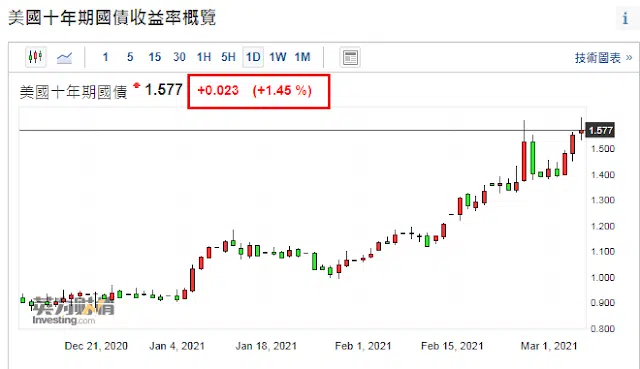 美國十年期國債收益率概覽
i
1 5 15 30 1H 5H 1D 1W 1M 技術圖表 »
美國十年期國債 1.577 +0.023 (+1.45 %)
1.577
1.500
1.400
1.300
1.200
1.100
1.000
0.900
0.800
英为财情
Investing.com
Dec 21, 2020 Jan 4, 2021 Jan 18, 2021 Feb 1, 2021 Feb 15, 2021 Mar 1, 2021